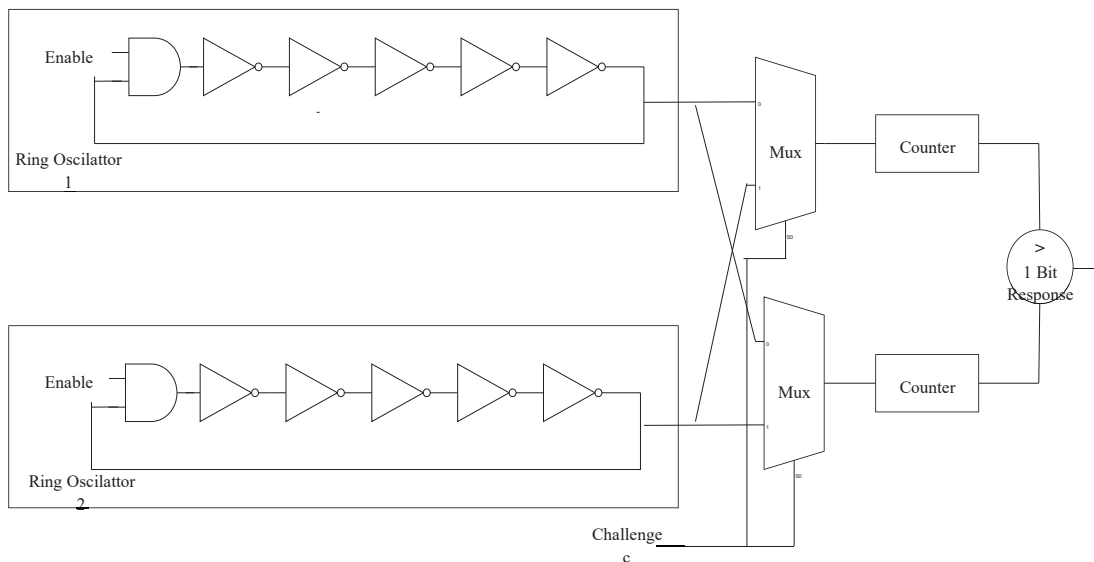 Enable
Ring Oscilattor
1
0
Mux
1
S0
Counter
>
1 Bit
Response
Enable
Ring Oscilattor
2
0
Mux
1
S0
Counter
Challenge
c